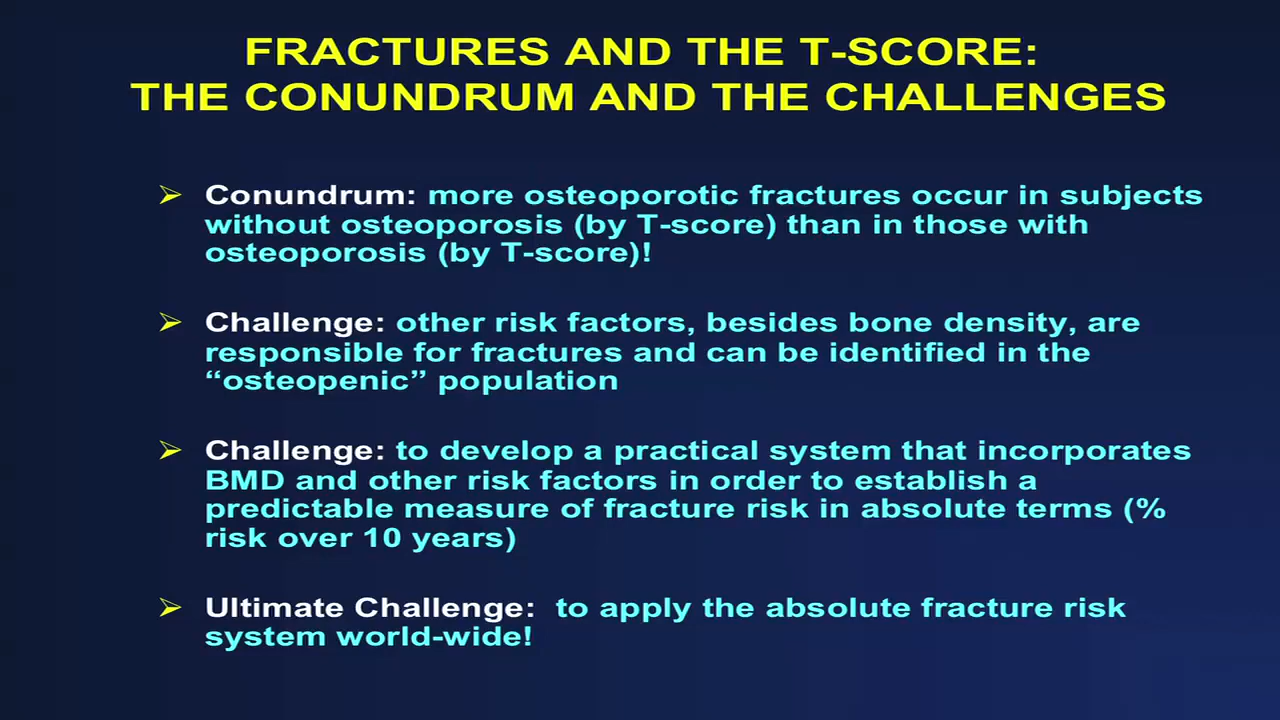 FRACTURES AND THE T-SCORE:
THE CONUNDRUM AND THE CHALLENGES
➢ Conundrum: more osteoporotic fractures occur in subjects
without osteoporosis (by T-score) than in those with
osteoporosis (by T-score)!
➢ Challenge: other risk factors, besides bone density, are
responsible for fractures and can be identified in the
“osteopenic” population
➢ Challenge: to develop a practical system that incorporates
BMD and other risk factors in order to establish a
predictable measure of fracture risk in absolute terms (%
risk over 10 years)
➢ Ultimate Challenge: to apply the absolute fracture risk
system world-wide!